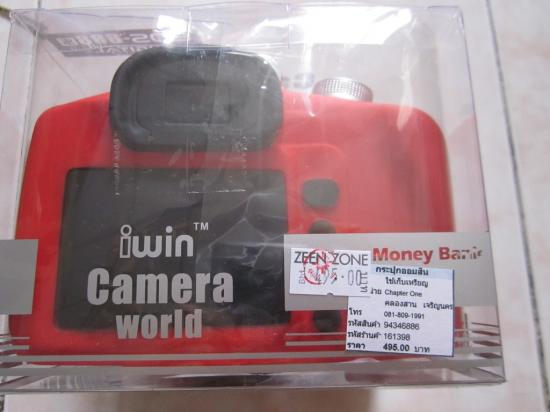 iwin™
Camera
world
Money Bank
ZEEN ZONE
495.00
กระปุกออมสิน
ใช้เก็บเหรียญ
Chapter One
คลองสาน เจริญนคร
โทร 081-809-1991
รหัสสินค้า 94346886
รหัสร้านค้า 161398
ราคา 495.00 บาท